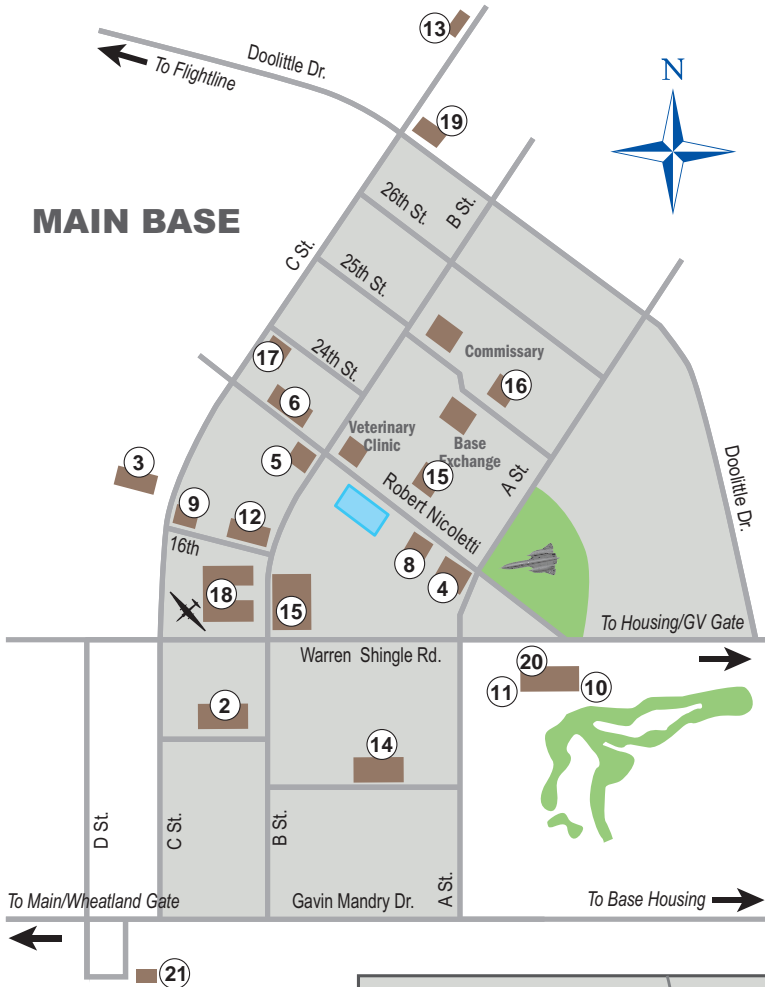 13
Doolittle Dr.
To Flightline
N
19
MAIN BASE
26th St.
B St.
C St.
25th St.
24th St.
17
Commissary
16
6
Veterinary
Clinic
Base
Exchange
3
5
15
A St.
Robert Nicoletti
Doolittle Dr.
9
12
16th
8
4
18
15
To Housing/GV Gate
Warren Shingle Rd.
20
11
10
2
14
D St.
C St.
B St.
A St.
To Main/Wheatland Gate
Gavin Mandry Dr.
To Base Housing
21